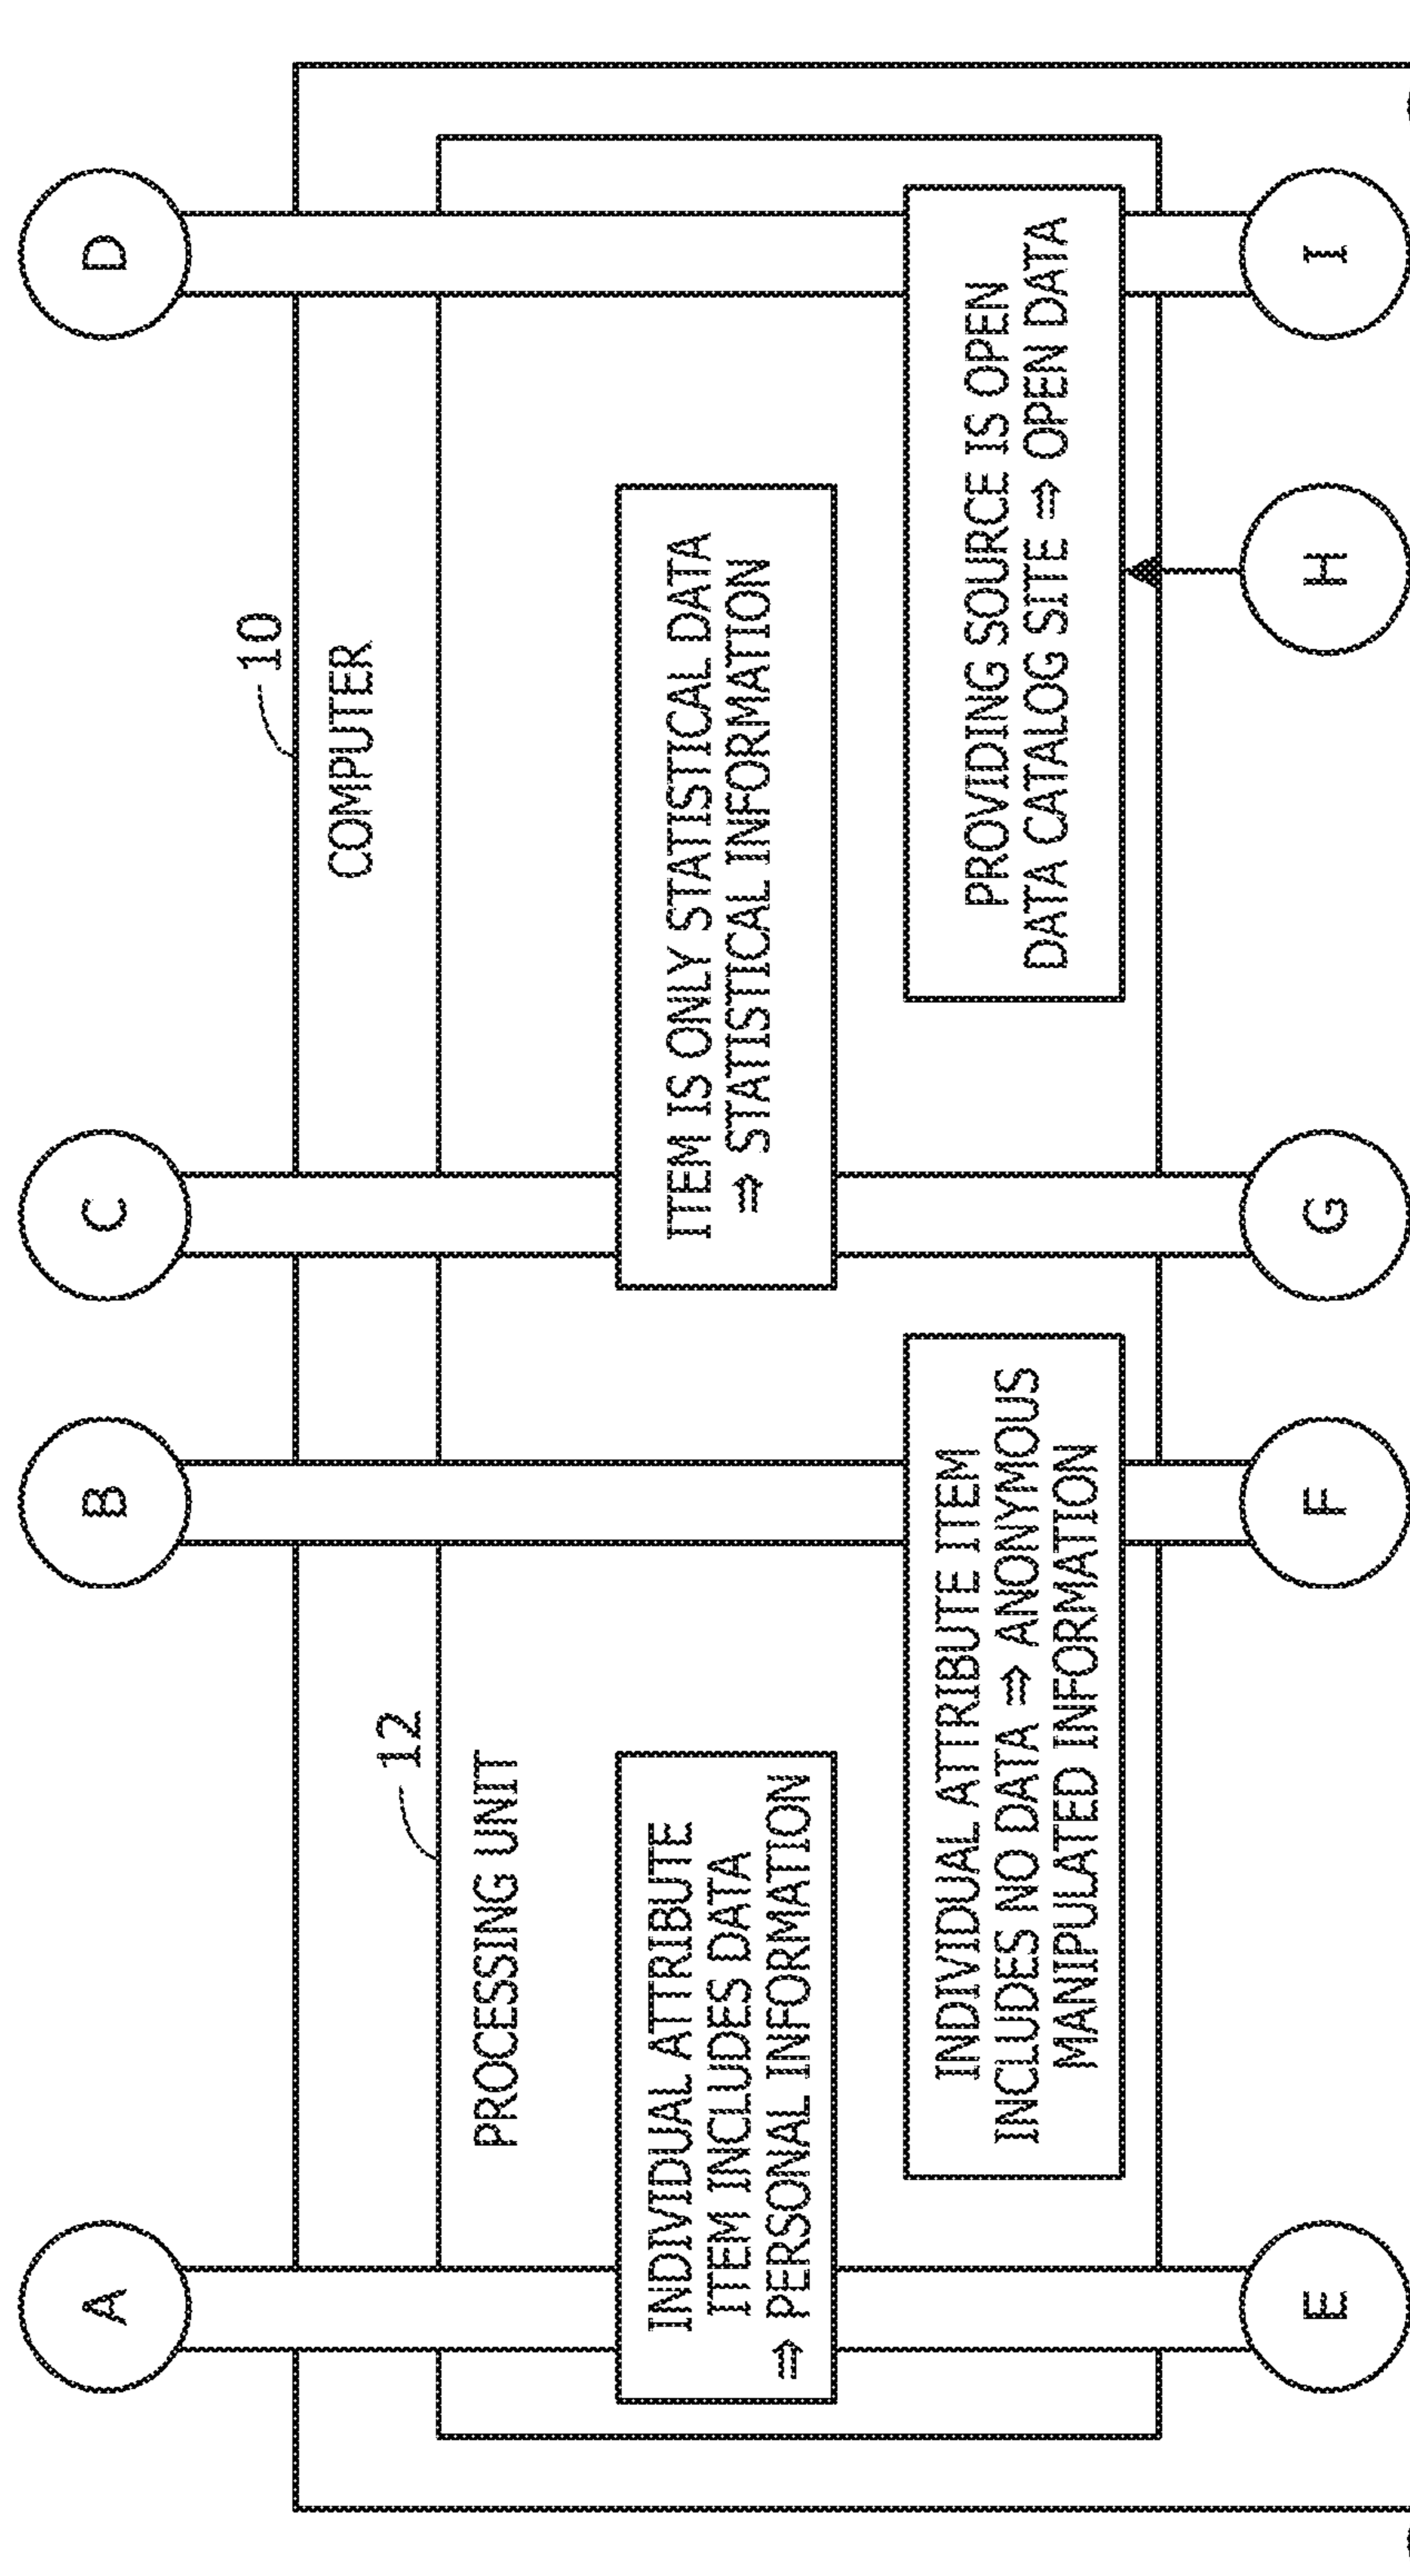 A
B
C
D
10
COMPUTER
12
PROCESSING UNIT
INDIVIDUAL ATTRIBUTE
ITEM INCLUDES DATA
⇒ PERSONAL INFORMATION
ITEM IS ONLY STATISTICAL DATA
⇒ STATISTICAL INFORMATION
INDIVIDUAL ATTRIBUTE ITEM
INCLUDES NO DATA ⇒ ANONYMOUS
MANIPULATED INFORMATION
PROVIDING SOURCE IS OPEN
DATA CATALOG SITE ⇒ OPEN DATA
E
F
G
H
I